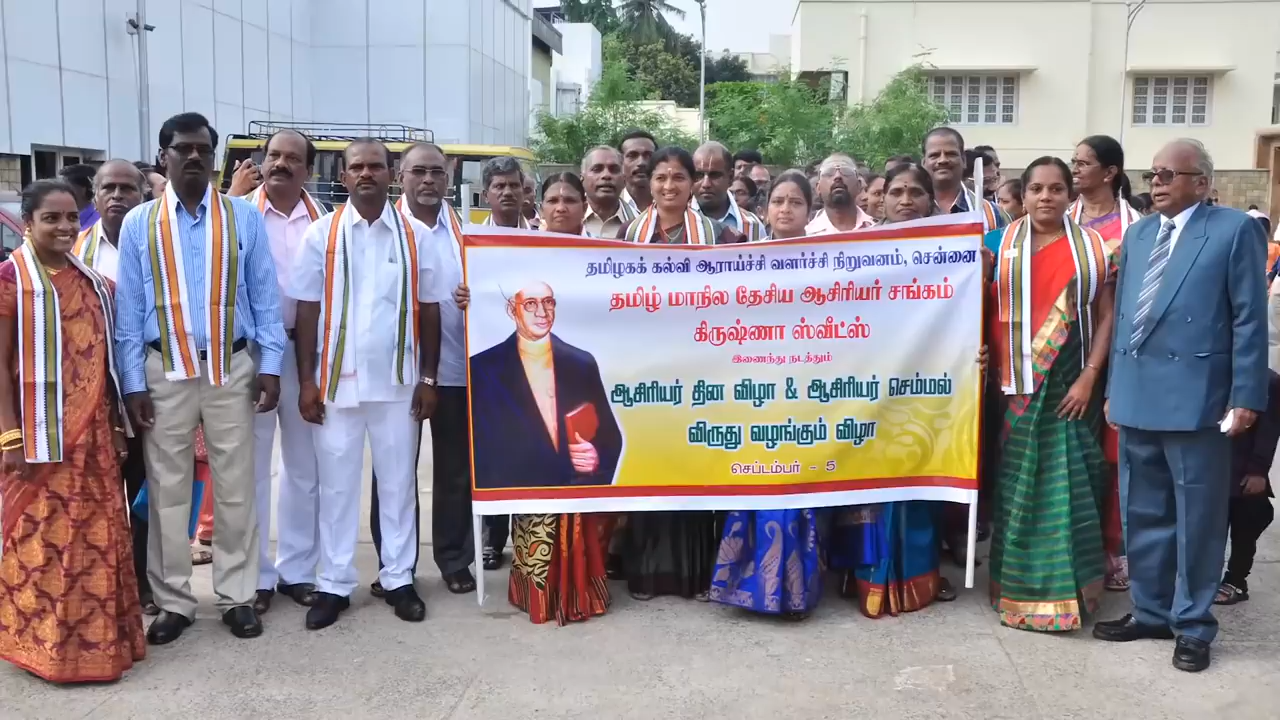 தமிழகக் கல்வி ஆராய்ச்சி வளர்ச்சி நிறுவனம், சென்னை
தமிழ் மாநில தேசிய ஆசிரியர் சங்கம்
கிருஷ்ணா ஸ்வீட்ஸ்
இணைந்து நடத்தும்
ஆசிரியர் தின விழா & ஆசிரியர் செம்மல்
விருது வழங்கும் விழா
செப்டம்பர் - 5